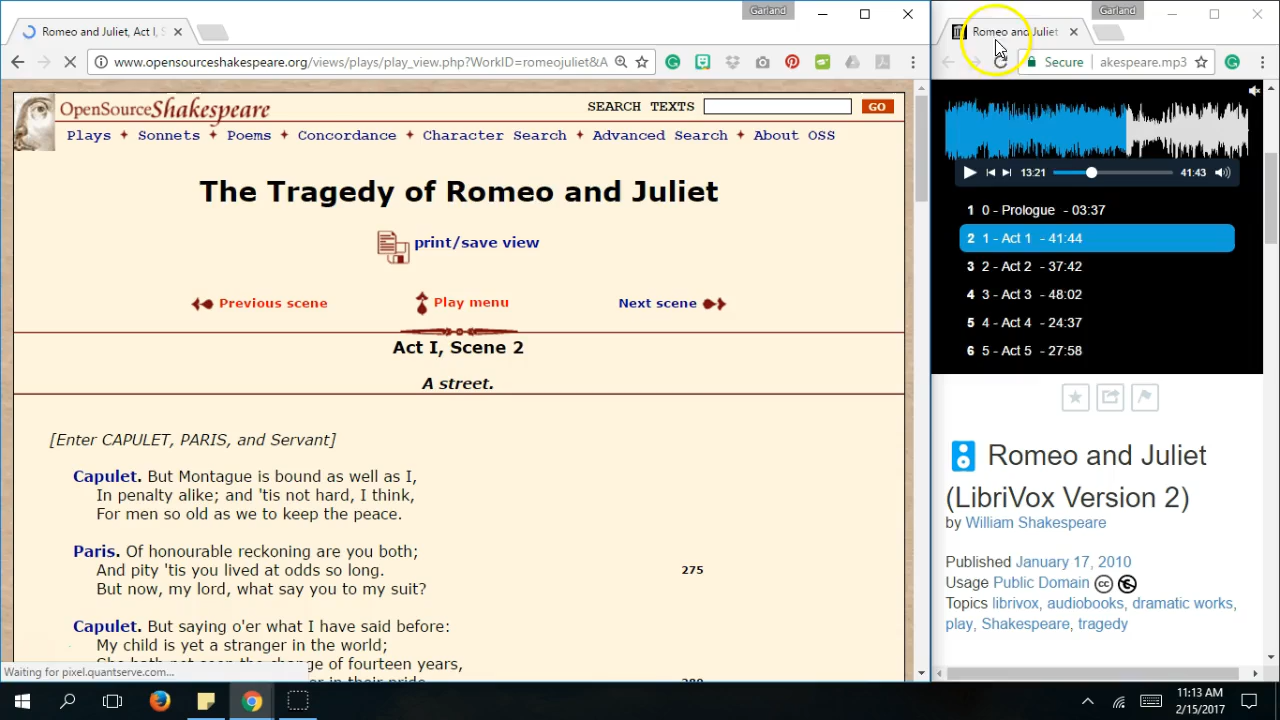 Garland
Romeo and Juliet, Act I, S
www.opensourceshakespeare.org/views/plays/play_view.php?WorkID=romeojuliet&A
OpenSourceShakespeare
SEARCH TEXTS
GO
Plays Sonnets Poems Concordance Character Search Advanced Search About OSS
The Tragedy of Romeo and Juliet
print/save view
Previous scene
Play menu
Next scene
Act I, Scene 2
A street.
[Enter CAPULET, PARIS, and Servant]
Capulet. But Montague is bound as well as I,
In penalty alike; and 'tis not hard, I think,
For men so old as we to keep the peace.
Paris. Of honourable reckoning are you both;
And pity 'tis you lived at odds so long. 275
But now, my lord, what say you to my suit?
Capulet. But saying o'er what I have said before:
My child is yet a stranger in the world;
She hath not seen the change of fourteen years,
Waiting for pixel.quantserve.com...
Garland
Romeo and Juliet
Secure akespeare.mp3
13:21 41:43
1 0 - Prologue - 03:37
2 1 - Act 1 - 41:44
3 2 - Act 2 - 37:42
4 3 - Act 3 - 48:02
5 4 - Act 4 - 24:37
6 5 - Act 5 - 27:58
Romeo and Juliet
(LibriVox Version 2)
by William Shakespeare
Published January 17, 2010
Usage Public Domain
Topics librivox, audiobooks, dramatic works,
play, Shakespeare, tragedy
11:13 AM
2/15/2017